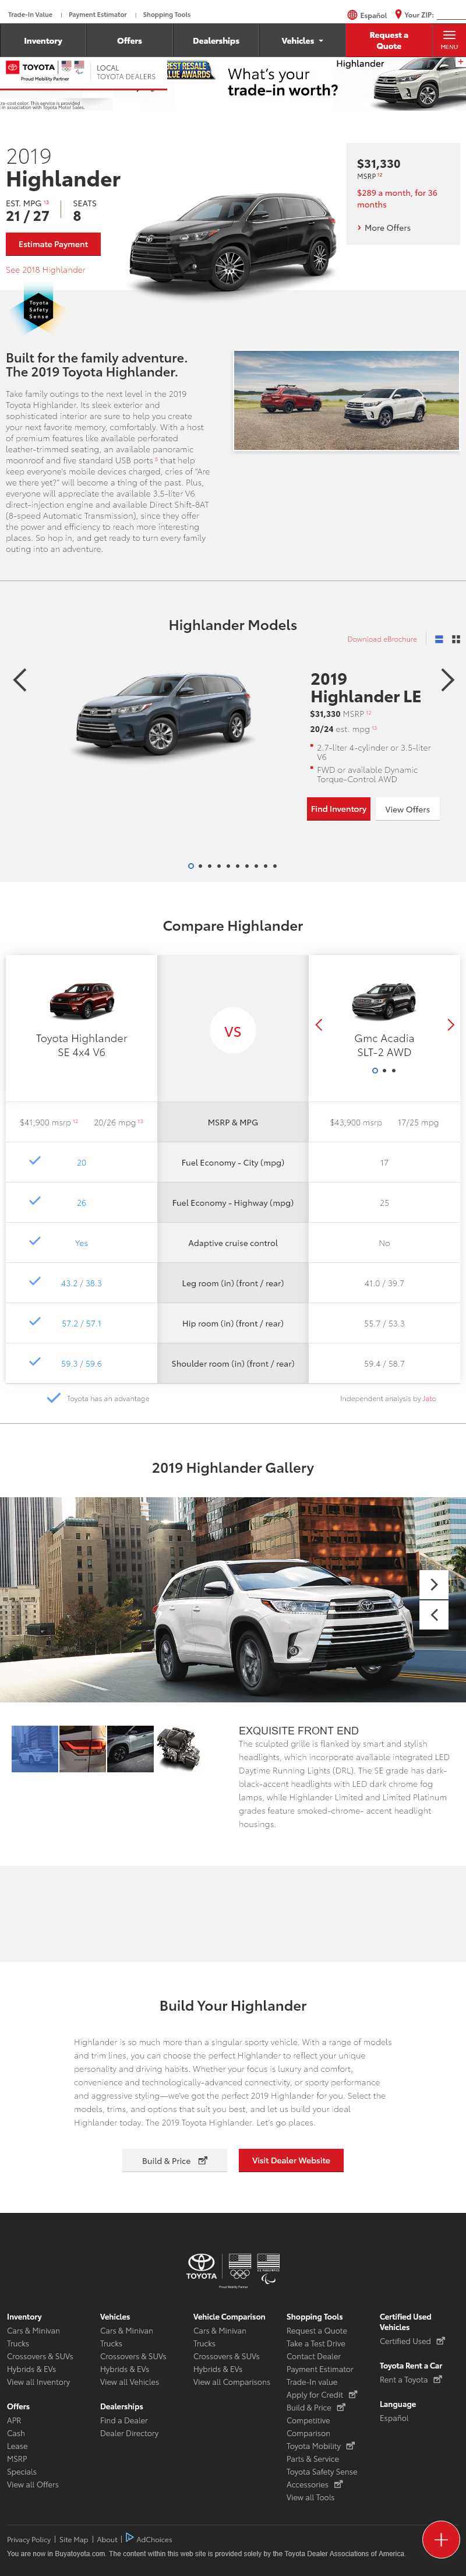 Trade-In Value | Payment Estimator | Shopping Tools
Español Your ZIP:
Inventory
Offers
Dealerships
Vehicles
Request a
Quote
MENU
TOYOTA
Proud Mobility Partner
LOCAL
TOYOTA DEALERS
BEST RESALE
VALUE AWARDS
What's your
trade-in worth?
Highlander
2019
Highlander
EST. MPG 13
21 / 27
SEATS
8
Estimate Payment
See 2018 Highlander
$31,330
MSRP 12
$289 a month, for 36
months
More Offers
Toyota
Safety
Sense
Built for the family adventure.
The 2019 Toyota Highlander.
Take family outings to the next level in the 2019
Toyota Highlander. Its sleek exterior and
sophisticated interior are sure to help you create
your next favorite memory, comfortably. With a host
of premium features like available perforated
leather-trimmed seating, an available panoramic
moonroof and five standard USB ports 5 that help
keep everyone's mobile devices charged, cries of "Are
we there yet?" will become a thing of the past. Plus,
everyone will appreciate the available 3.5-liter V6
direct-injection engine and available Direct Shift-8AT
(8-speed Automatic Transmission), since they offer
the power and efficiency to reach more interesting
places. So hop in, and get ready to turn every family
outing into an adventure.
Highlander Models
Download eBrochure
2019
Highlander LE
$31,330 MSRP 12
20/24 est. mpg 13
2.7-liter 4-cylinder or 3.5-liter
V6
FWD or available Dynamic
Torque-Control AWD
Find Inventory
View Offers
Compare Highlander
Toyota Highlander
SE 4x4 V6
VS
Gmc Acadia
SLT-2 AWD
$41,900 msrp 12 20/26 mpg 13 MSRP & MPG $43,900 msrp 17/25 mpg
20 Fuel Economy - City (mpg) 17
26 Fuel Economy - Highway (mpg) 25
Yes Adaptive cruise control No
43.2 / 38.3 Leg room (in) (front / rear) 41.0 / 39.7
57.2 / 57.1 Hip room (in) (front / rear) 55.7 / 53.3
59.3 / 59.6 Shoulder room (in) (front / rear) 59.4 / 58.7
Toyota has an advantage
Independent analysis by Jato
2019 Highlander Gallery
EXQUISITE FRONT END
The sculpted grille is flanked by smart and stylish
headlights, which incorporate available integrated LED
Daytime Running Lights (DRL). The SE grade has dark-
black-accent headlights with LED dark chrome fog
lamps, while Highlander Limited and Limited Platinum
grades feature smoked-chrome- accent headlight
housings.
Build Your Highlander
Highlander is so much more than a singular sporty vehicle. With a range of models
and trim lines, you can choose the perfect Highlander to reflect your unique
personality and driving habits. Whether your focus is luxury and comfort,
convenience and technologically-advanced connectivity, or sporty performance
and aggressive styling—we've got the perfect 2019 Highlander for you. Select the
models, trims, and options that suit you best, and let us build your ideal
Highlander today. The 2019 Toyota Highlander. Let's go places.
Build & Price
Visit Dealer Website
TOYOTA
Inventory
Cars & Minivan
Trucks
Crossovers & SUVs
Hybrids & EVs
View all Inventory
Offers
APR
Cash
Lease
MSRP
Specials
View all Offers
Vehicles
Cars & Minivan
Trucks
Crossovers & SUVs
Hybrids & EVs
View all Vehicles
Dealerships
Find a Dealer
Dealer Directory
Vehicle Comparison
Cars & Minivan
Trucks
Crossovers & SUVs
Hybrids & EVs
View all Comparisons
Shopping Tools
Request a Quote
Take a Test Drive
Contact Dealer
Payment Estimator
Trade-In value
Apply for Credit
Build & Price
Competitive
Comparison
Toyota Mobility
Parts & Service
Toyota Safety Sense
Accessories
View all Tools
Certified Used
Vehicles
Certified Used
Toyota Rent a Car
Rent a Toyota
Language
Español
Privacy Policy | Site Map | About | AdChoices
You are now in Buyatoyota.com. The content within this web site is provided solely by the Toyota Dealer Associations of America.